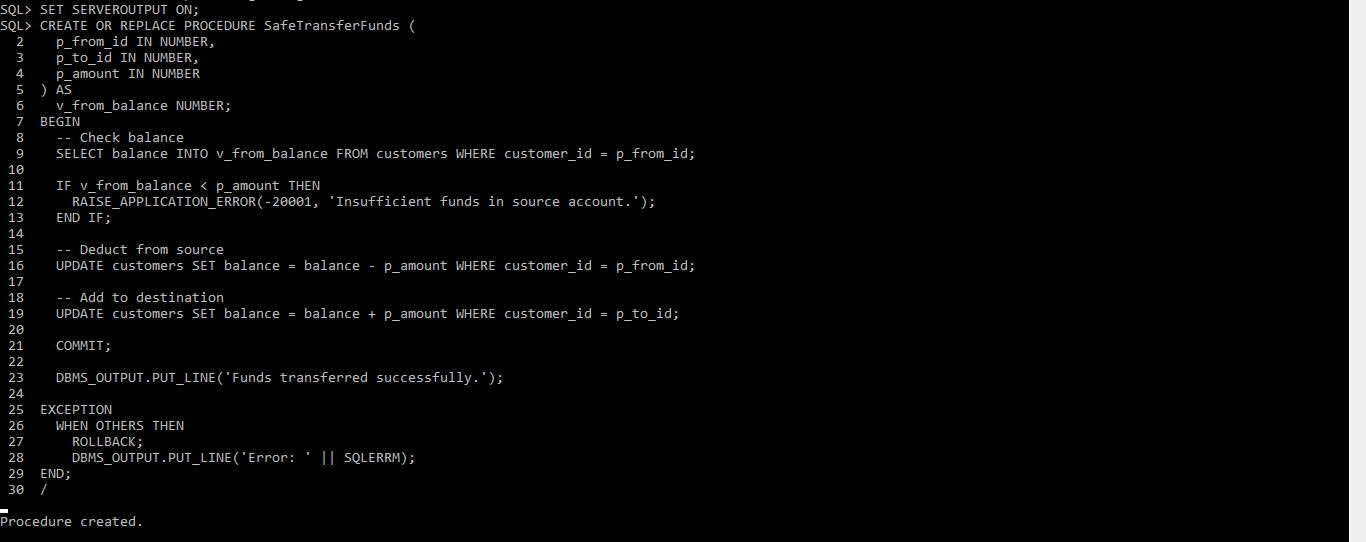 SQL> SET SERVEROUTPUT ON;
SQL> CREATE OR REPLACE PROCEDURE SafeTransferFunds (
  2    p_from_id IN NUMBER,
  3    p_to_id IN NUMBER,
  4    p_amount IN NUMBER
  5  ) AS
  6    v_from_balance NUMBER;
  7  BEGIN
  8    -- Check balance
  9    SELECT balance INTO v_from_balance FROM customers WHERE customer_id = p_from_id;
 10
 11    IF v_from_balance < p_amount THEN
 12      RAISE_APPLICATION_ERROR(-20001, 'Insufficient funds in source account.');
 13    END IF;
 14
 15    -- Deduct from source
 16    UPDATE customers SET balance = balance - p_amount WHERE customer_id = p_from_id;
 17
 18    -- Add to destination
 19    UPDATE customers SET balance = balance + p_amount WHERE customer_id = p_to_id;
 20
 21    COMMIT;
 22
 23    DBMS_OUTPUT.PUT_LINE('Funds transferred successfully.');
 24
 25  EXCEPTION
 26    WHEN OTHERS THEN
 27      ROLLBACK;
 28      DBMS_OUTPUT.PUT_LINE('Error: ' || SQLERRM);
 29  END;
 30  /
Procedure created.